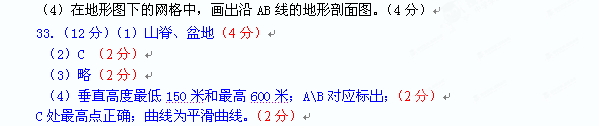 （4）在地形图下的网格中，画出沿 AB 线的地形剖面图。（4 分）
33.（12 分）（1）山脊、盆地（4 分）
（2）C （2 分）
（3）略（2 分）
（4）垂直高度最低 150 米和最高 600 米；A\B 对应标出；（2 分）
C 处最高点正确；曲线为平滑曲线。（2 分）